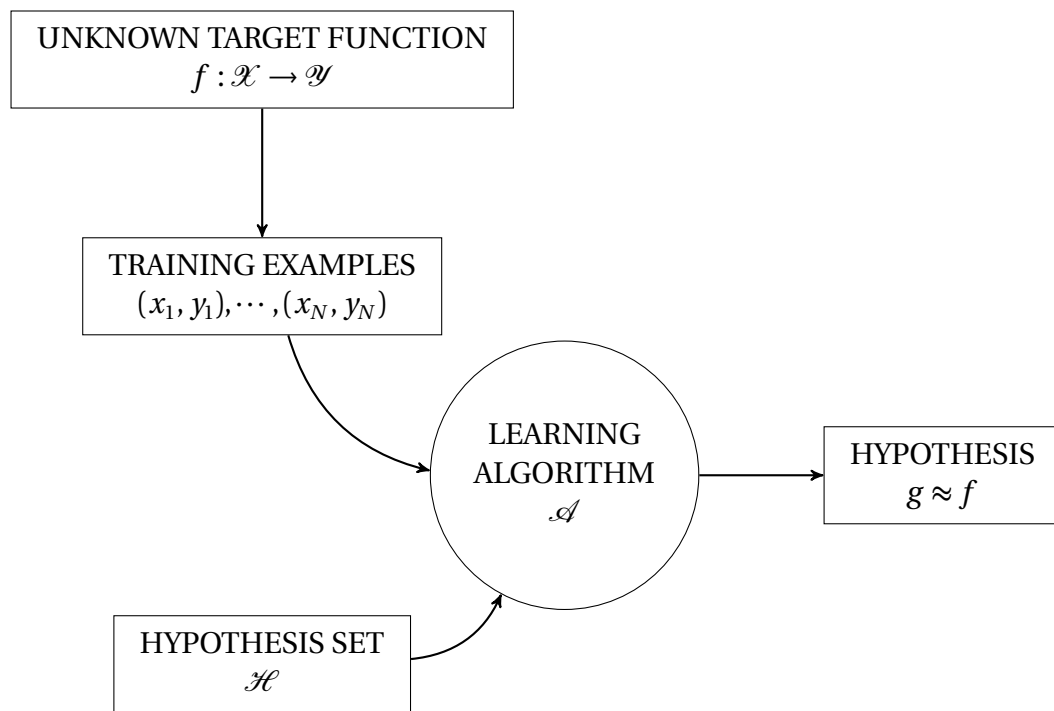 UNKNOWN TARGET FUNCTION
f : 𝒳 → 𝒴
TRAINING EXAMPLES
(x₁, y₁), ⋯ , (x_N, y_N)
LEARNING
ALGORITHM
𝒜
HYPOTHESIS
g ≈ f
HYPOTHESIS SET
ℋ